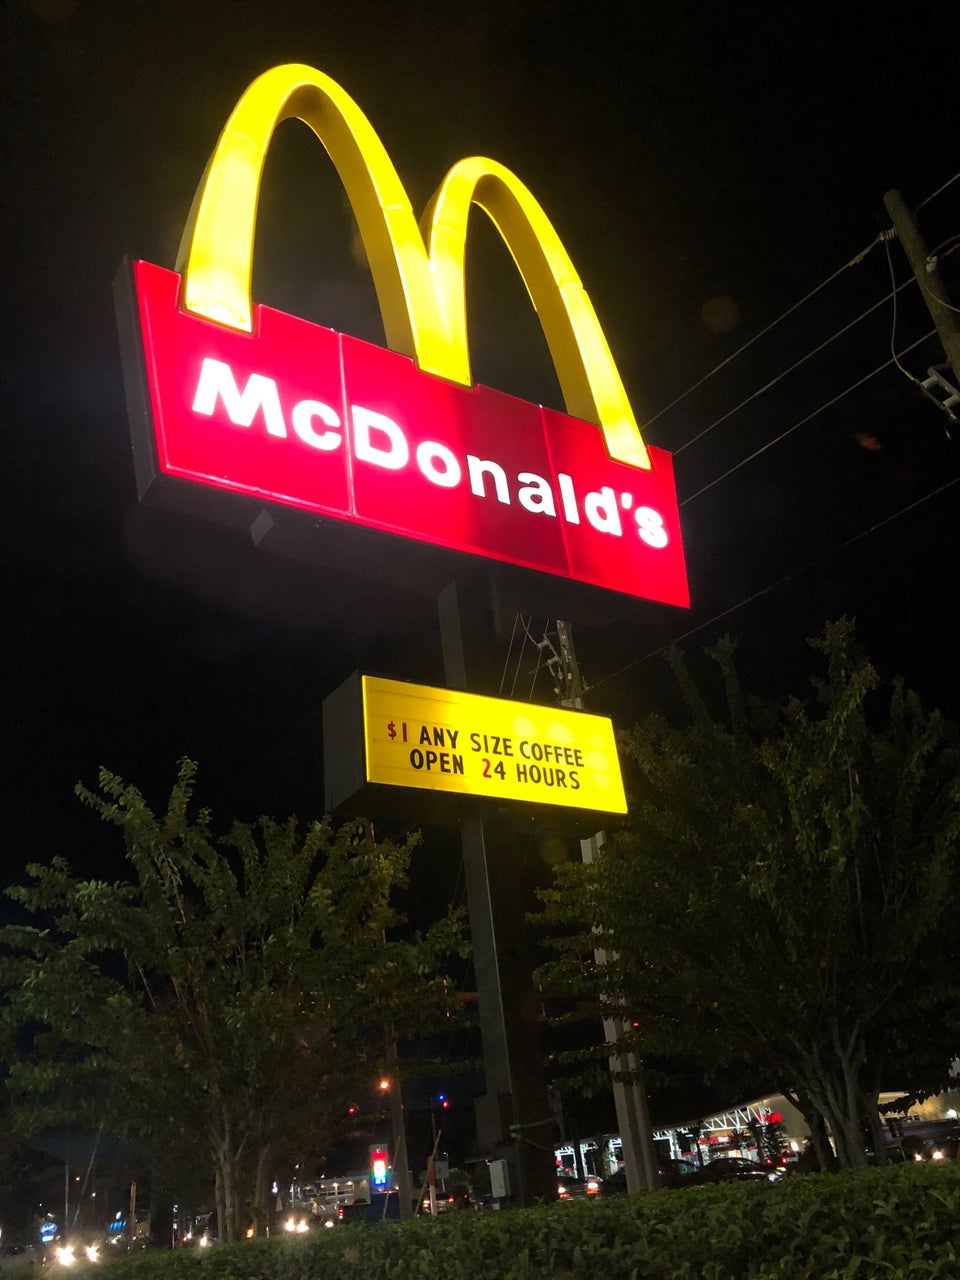 McDonald's
$1 ANY SIZE COFFEE
OPEN 24 HOURS